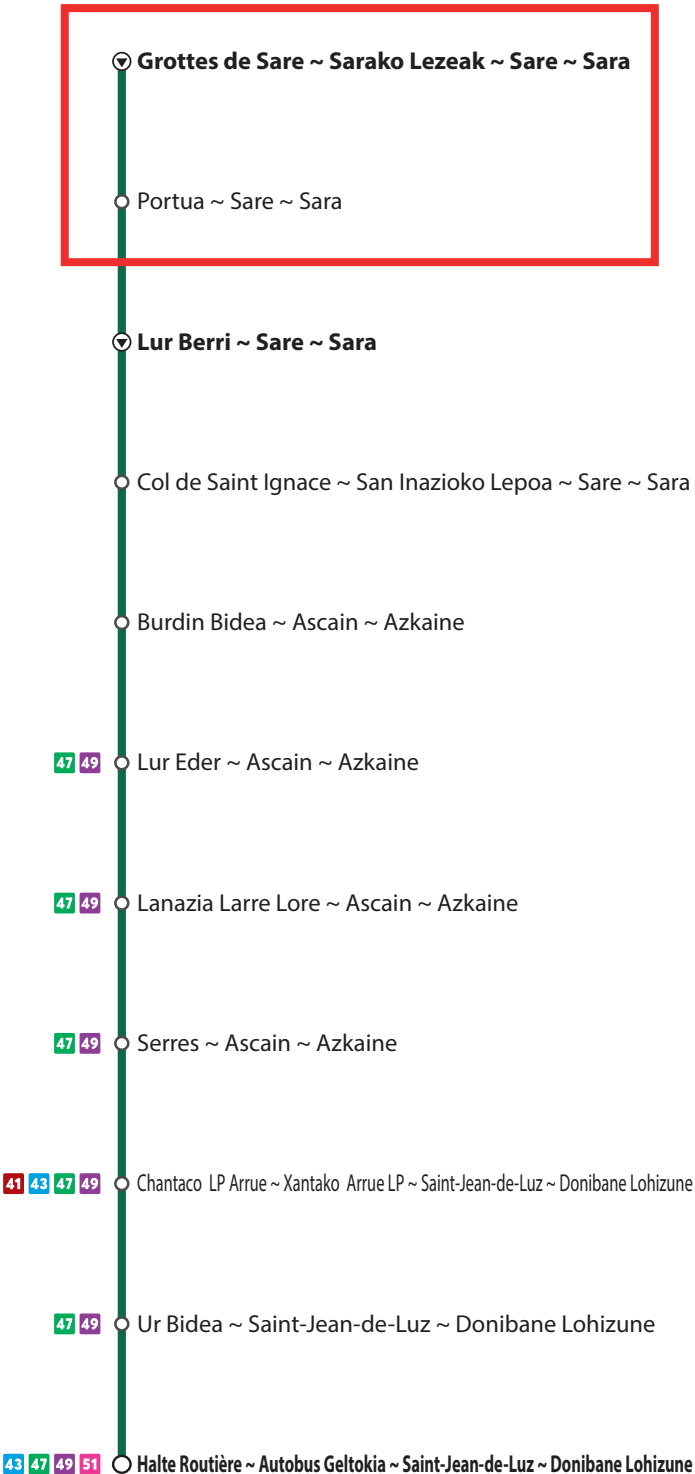 Grottes de Sare ~ Sarako Lezeak ~ Sare ~ Sara
Portua ~ Sare ~ Sara
Lur Berri ~ Sare ~ Sara
Col de Saint Ignace ~ San Inazioko Lepoa ~ Sare ~ Sara
Burdin Bidea ~ Ascain ~ Azkaine
47 49 Lur Eder ~ Ascain ~ Azkaine
47 49 Lanazia Larre Lore ~ Ascain ~ Azkaine
47 49 Serres ~ Ascain ~ Azkaine
41 43 47 49 Chantaco LP Arrue ~ Xantako Arrue LP ~ Saint-Jean-de-Luz ~ Donibane Lohizune
47 49 Ur Bidea ~ Saint-Jean-de-Luz ~ Donibane Lohizune
43 47 49 51 Halte Routière ~ Autobus Geltokia ~ Saint-Jean-de-Luz ~ Donibane Lohizune